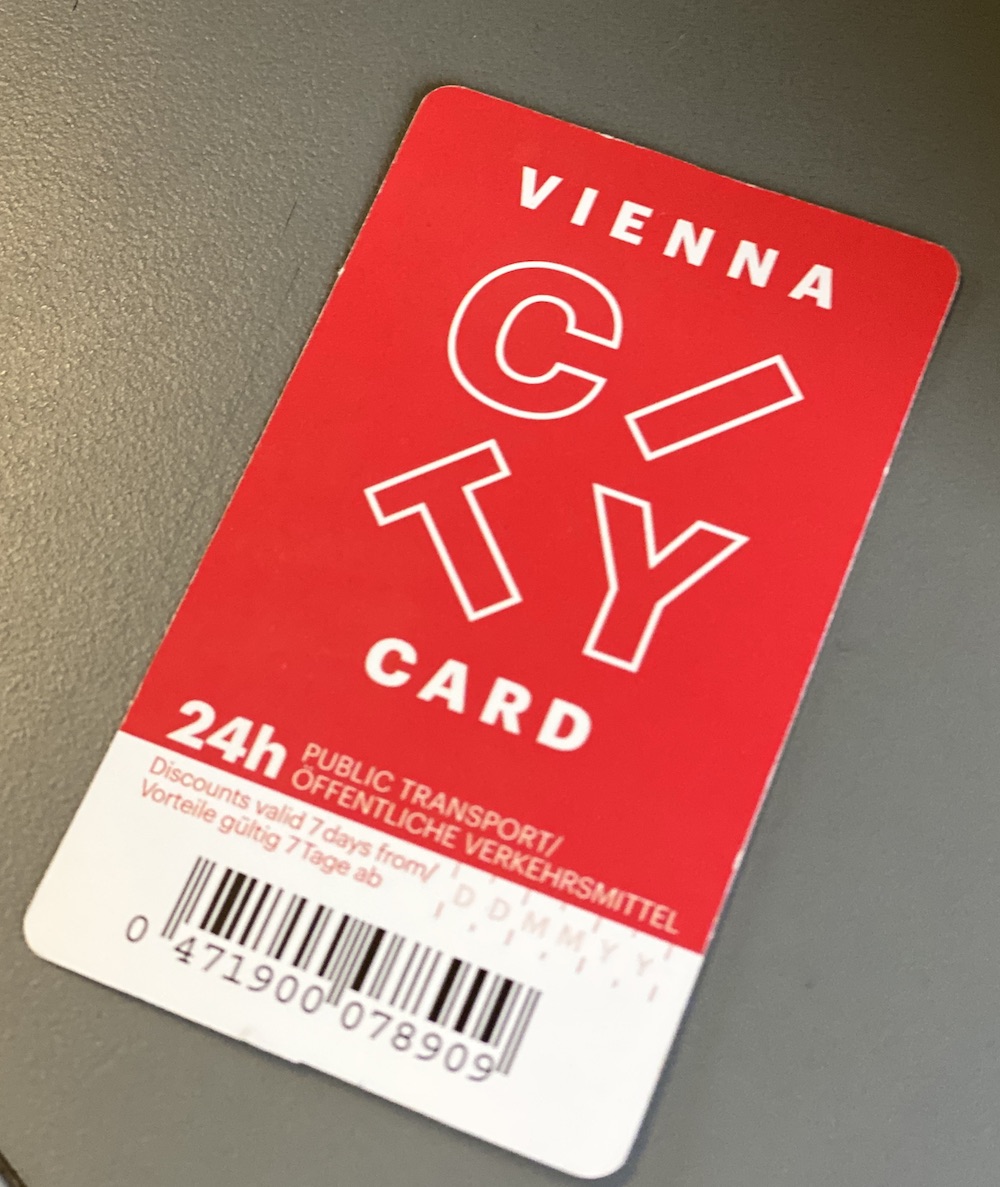 VIENNA
CI
TY
CARD
24h PUBLIC TRANSPORT/
ÖFFENTLICHE VERKEHRSMITTEL
Discounts valid 7 days from/
Vorteile gültig 7 Tage ab
D D M M Y Y
0 471900 078909